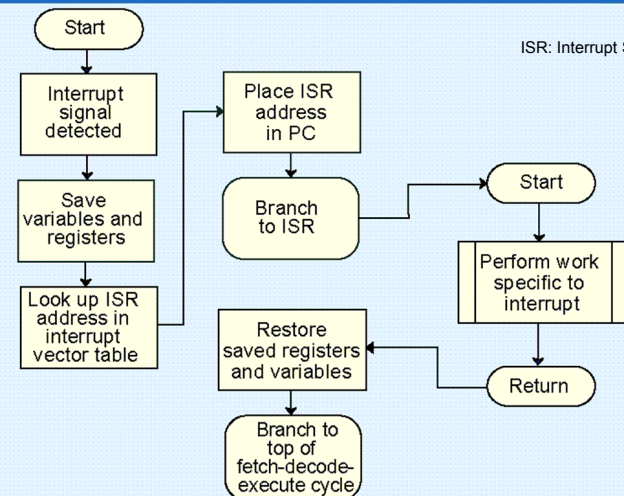 Start
ISR: Interrupt
Interrupt
signal
detected
Save
variables and
registers
Look up ISR
address in
interrupt
vector table
Place ISR
address
in PC
Branch
to ISR
Start
Perform work
specific to
interrupt
Return
Restore
saved registers
and variables
Branch to
top of
fetch-decode-
execute cycle